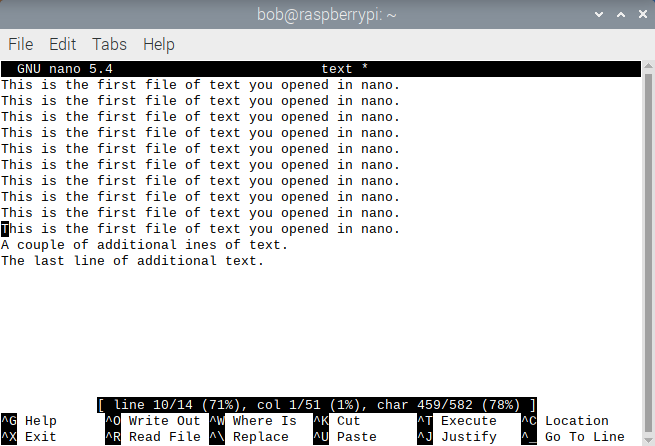 bob@raspberrypi: ~
File Edit Tabs Help
GNU nano 5.4 text *
This is the first file of text you opened in nano.
This is the first file of text you opened in nano.
This is the first file of text you opened in nano.
This is the first file of text you opened in nano.
This is the first file of text you opened in nano.
This is the first file of text you opened in nano.
This is the first file of text you opened in nano.
This is the first file of text you opened in nano.
This is the first file of text you opened in nano.
This is the first file of text you opened in nano.
A couple of additional ines of text.
The last line of additional text.
[ line 10/14 (71%), col 1/51 (1%), char 459/582 (78%) ]
^G Help ^O Write Out ^W Where Is ^K Cut ^T Execute ^C Location
^X Exit ^R Read File ^\ Replace ^U Paste ^J Justify ^_ Go To Line